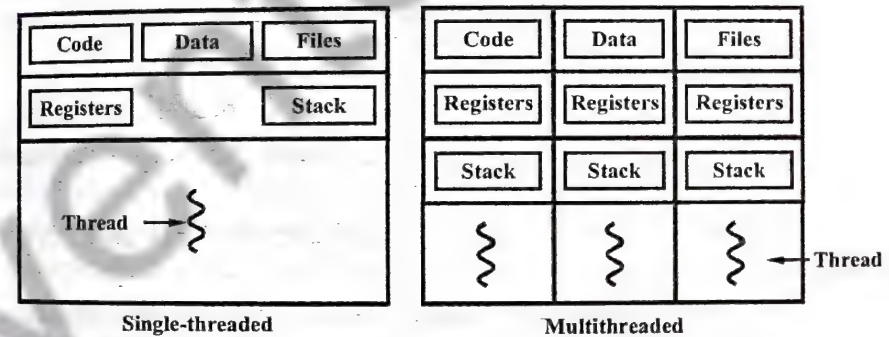 Code Data Files
Registers Stack
Thread
Single-threaded
Code Data Files
Registers Registers Registers
Stack Stack Stack
Thread
Multithreaded